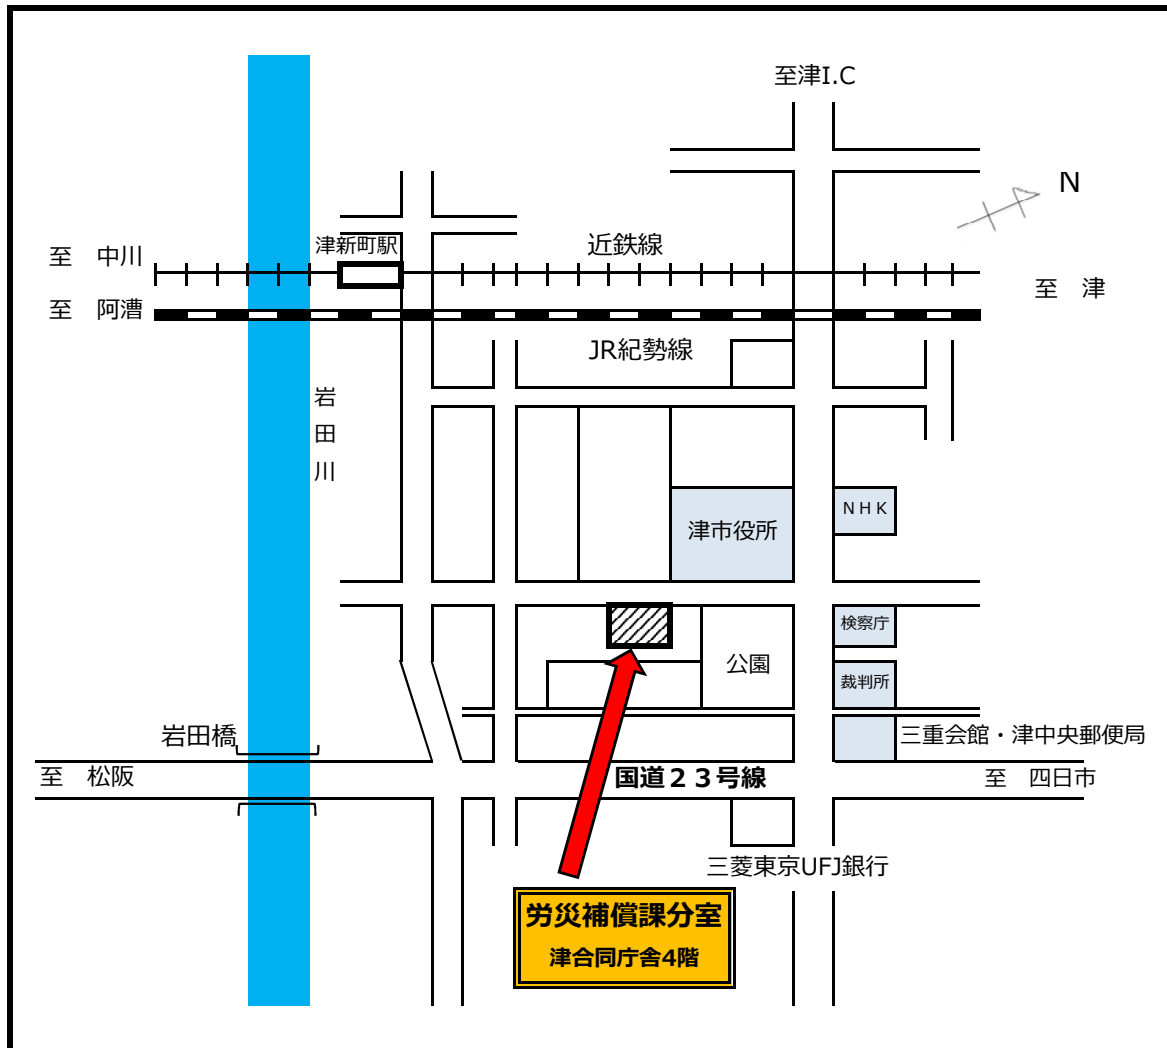 至津I.C
N
津新町駅
近鉄線
至　中川
至　津
至　阿漕
JR紀勢線
岩田川
津市役所
ＮＨＫ
検察庁
公園
裁判所
岩田橋
三重会館・津中央郵便局
至　松阪
国道２３号線
至　四日市
三菱東京UFJ銀行
労災補償課分室
津合同庁舎4階